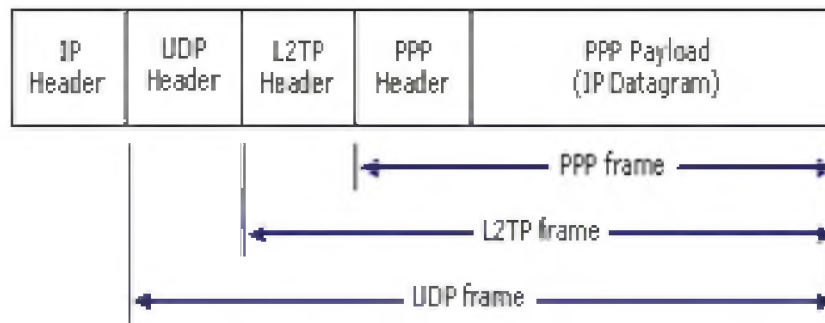 IP
Header
UDP
Header
L2TP
Header
PPP
Header
PPP Payload
(IP Datagram)
PPP frame
L2TP frame
UDP frame